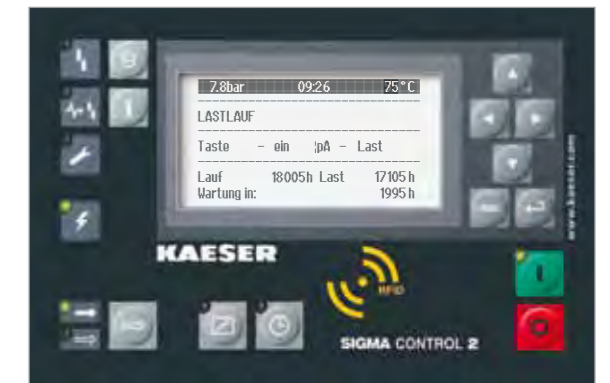 7.8bar 09:26 75°C
LASTLAUF
Taste - ein ¦pA - Last
Lauf 18005h Last 17105h
Wartung in: 1995h
KAESER
RFID
SIGMA CONTROL 2
www.kaeser.com